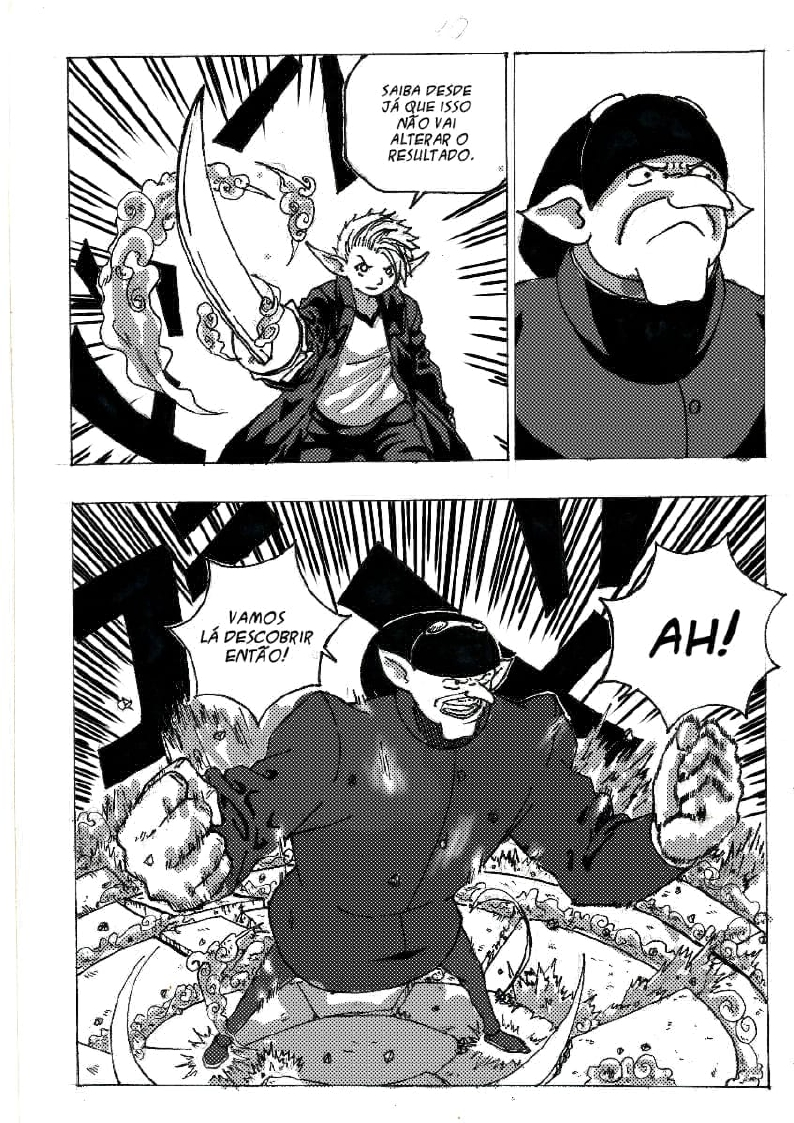 SAIBA DESDE
JÁ QUE ISSO
NÃO VAI
ALTERAR O
RESULTADO.
VAMOS
LÁ DESCOBRIR
ENTÃO!
AH!